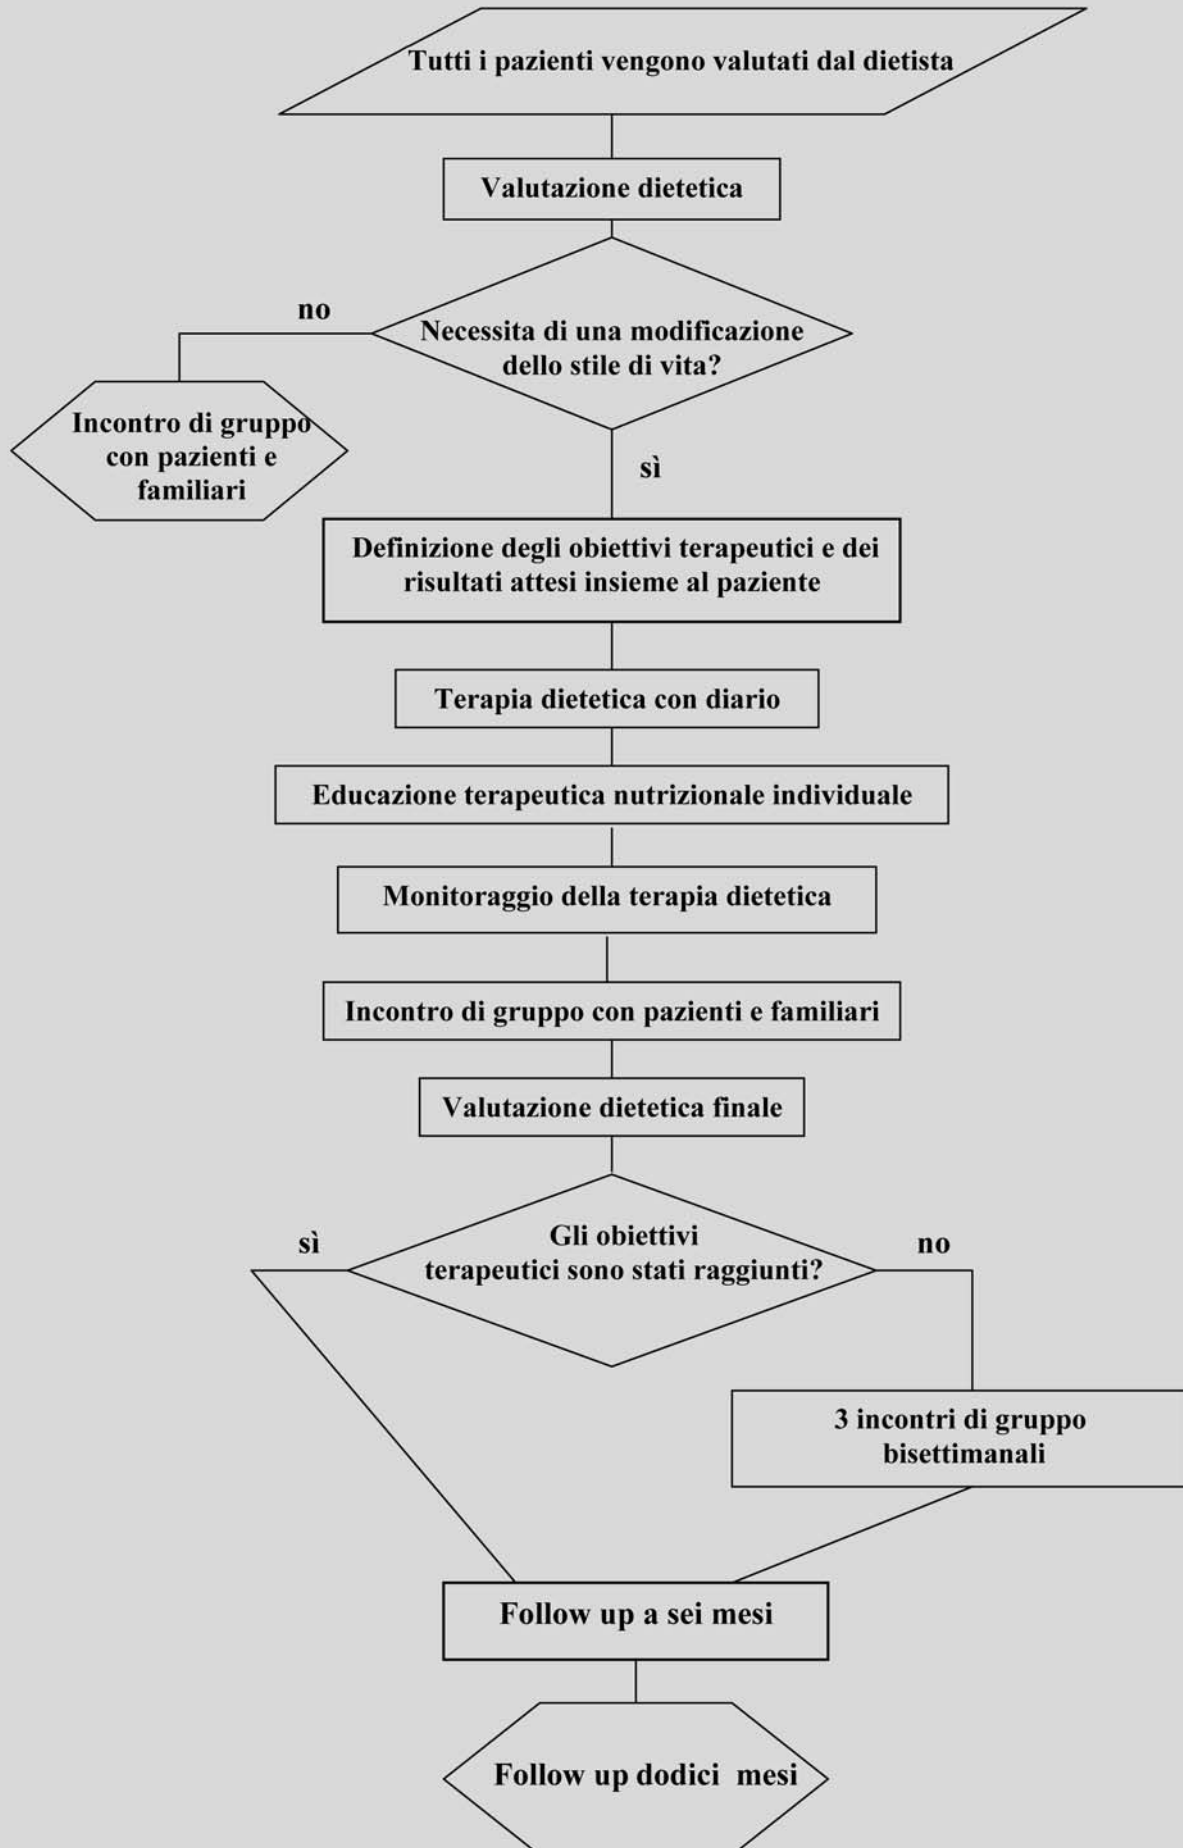 Tutti i pazienti vengono valutati dal dietista
Valutazione dietetica
no
Necessita di una modificazione
dello stile di vita?
Incontro di gruppo
con pazienti e
familiari
sì
Definizione degli obiettivi terapeutici e dei
risultati attesi insieme al paziente
Terapia dietetica con diario
Educazione terapeutica nutrizionale individuale
Monitoraggio della terapia dietetica
Incontro di gruppo con pazienti e familiari
Valutazione dietetica finale
sì
Gli obiettivi
terapeutici sono stati raggiunti?
no
3 incontri di gruppo
bisettimanali
Follow up a sei mesi
Follow up dodici mesi